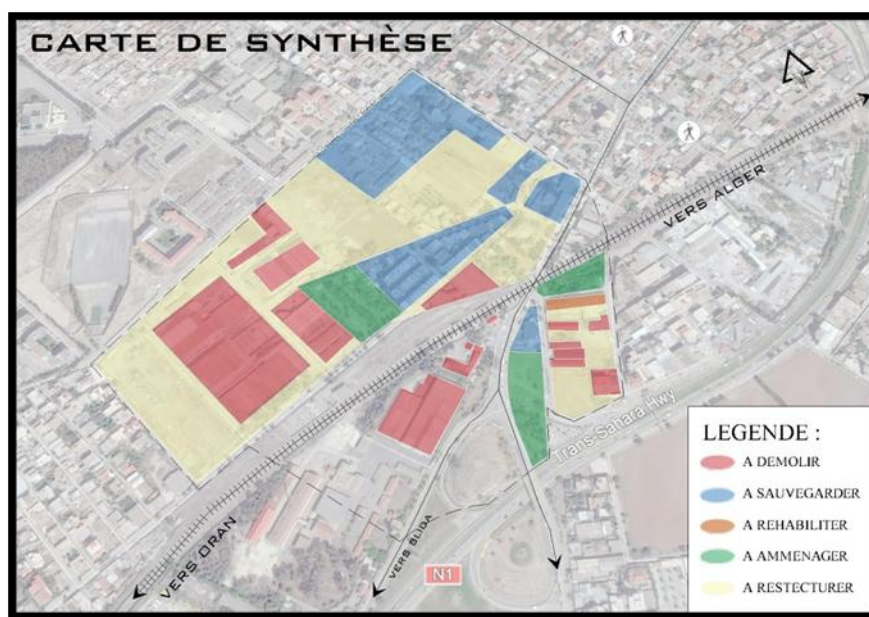 CARTE DE SYNTHÈSE
VERS ALGER
Trans-Sahara Hwy
VERS ORAN
VERS BLIDA
N1
LEGENDE :
A DEMOLIR
A SAUVEGARDER
A REHABILITER
A AMMENAGER
A RESTECTURER